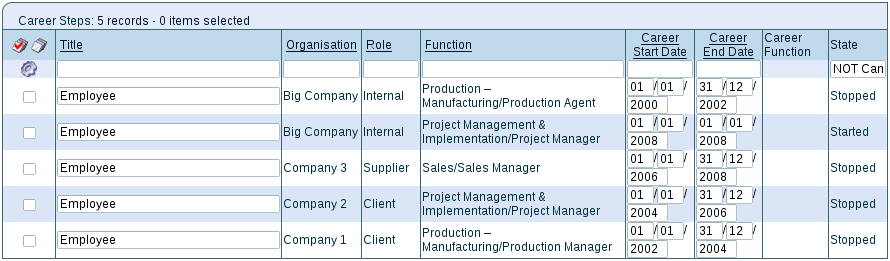 Career Steps: 5 records - 0 items selected
Title Organisation Role Function Career Start Date Career End Date Career Function State
NOT Can
Employee Big Company Internal Production – Manufacturing/Production Agent 01 / 01 / 2000 31 / 12 / 2002 Stopped
Employee Big Company Internal Project Management & Implementation/Project Manager 01 / 01 / 2008 01 / 01 / 2008 Started
Employee Company 3 Supplier Sales/Sales Manager 01 / 01 / 2006 31 / 12 / 2008 Stopped
Employee Company 2 Client Project Management & Implementation/Project Manager 01 / 01 / 2004 31 / 12 / 2006 Stopped
Employee Company 1 Client Production – Manufacturing/Production Manager 01 / 01 / 2002 31 / 12 / 2004 Stopped